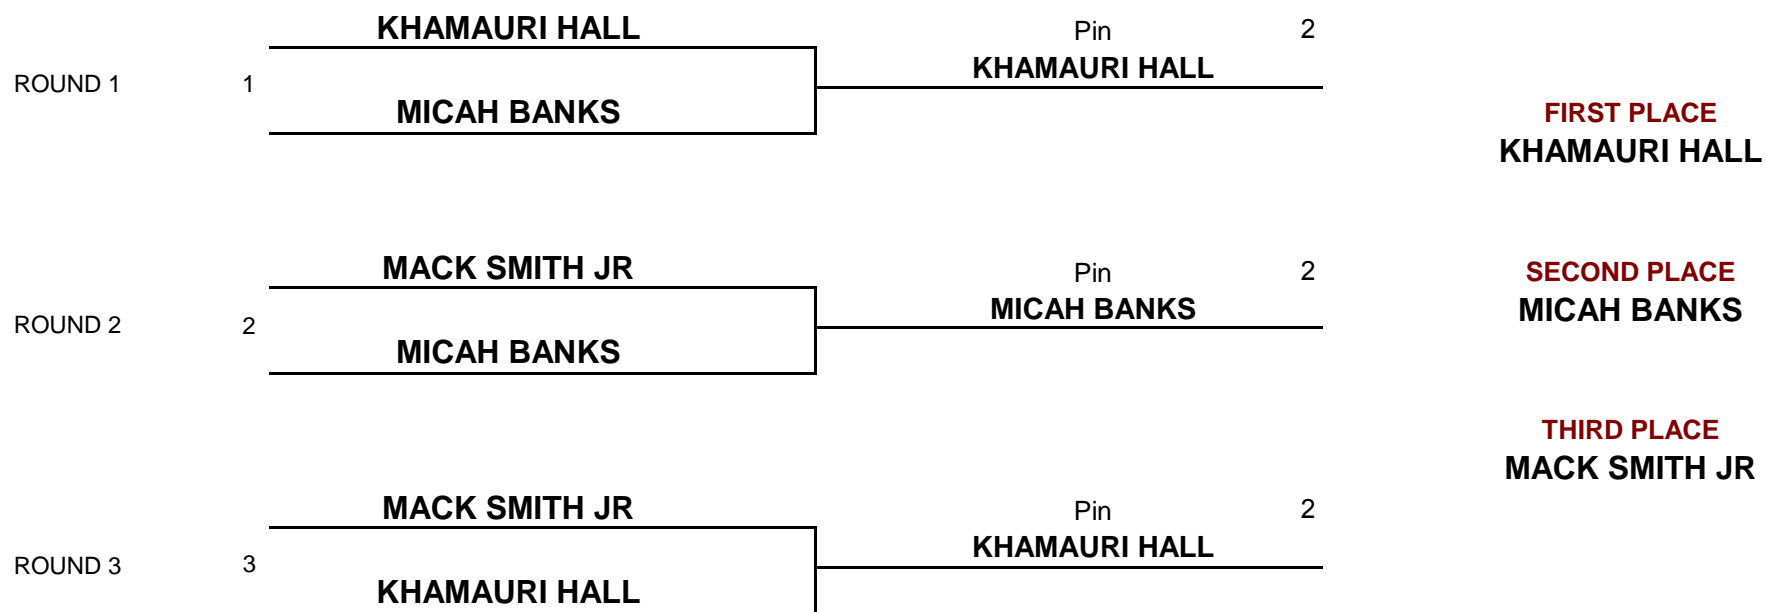 KHAMAURI HALL
Pin 2
KHAMAURI HALL
ROUND 1 1
MICAH BANKS
FIRST PLACE
KHAMAURI HALL
MACK SMITH JR
Pin 2
SECOND PLACE
MICAH BANKS
MICAH BANKS
ROUND 2 2
MICAH BANKS
THIRD PLACE
MACK SMITH JR
MACK SMITH JR
Pin 2
KHAMAURI HALL
ROUND 3 3
KHAMAURI HALL